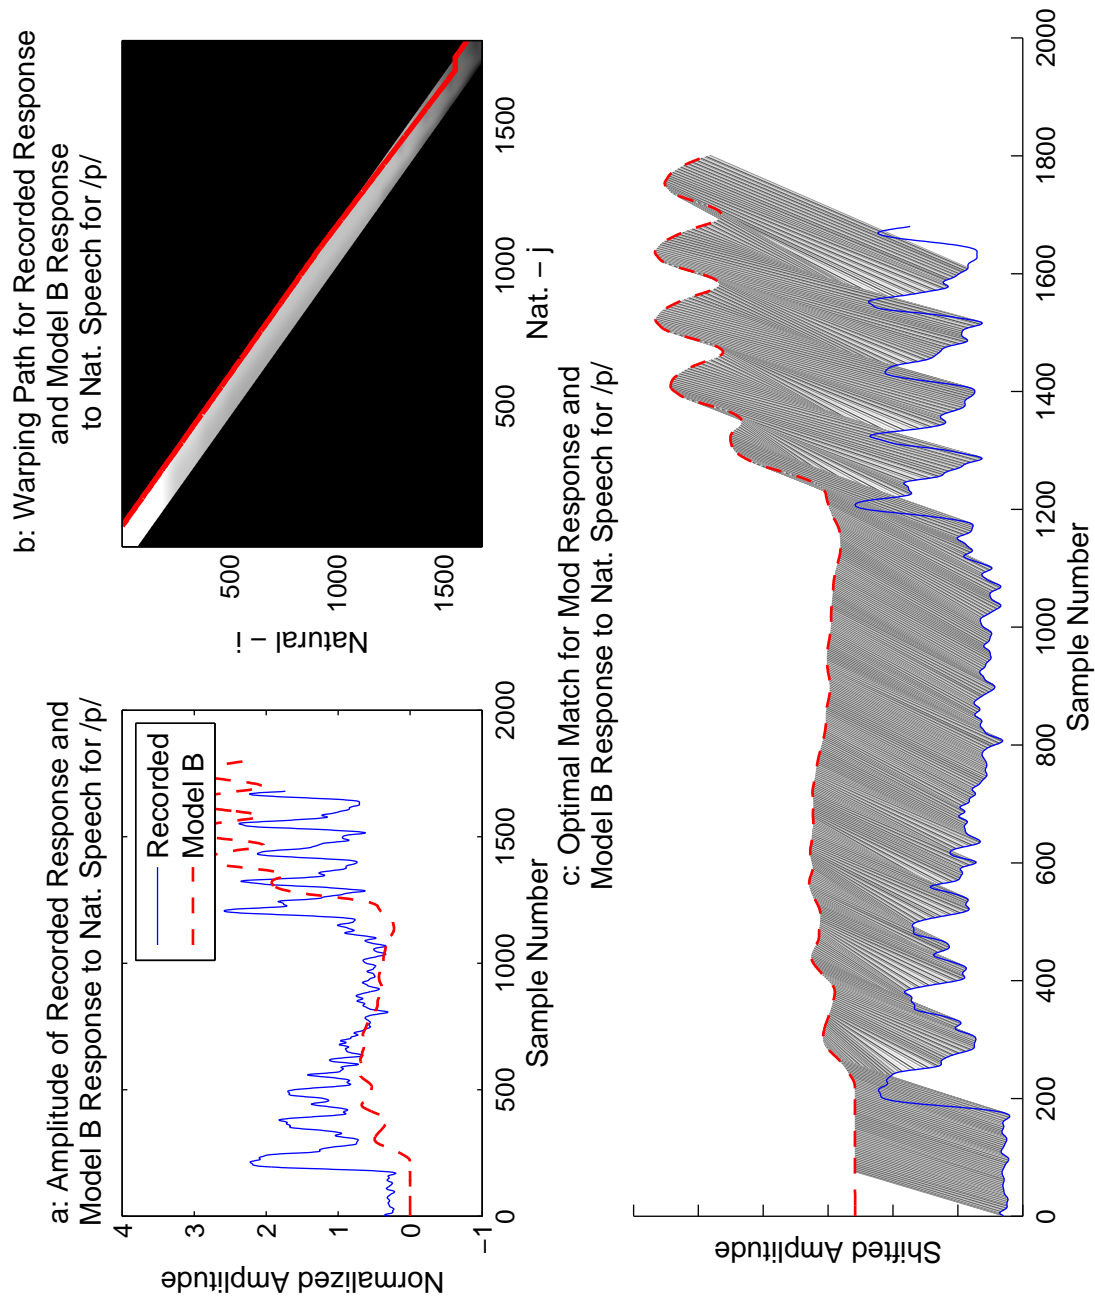 a: Amplitude of Recorded Response and
Model B Response to Nat. Speech for /p/
Normalized Amplitude
4
3
2
1
0
−1
0
500
1000
1500
2000
Sample Number
Recorded
Model B
b: Warping Path for Recorded Response
and Model B Response
to Nat. Speech for /p/
Natural − i
500
1000
1500
500
1000
1500
Nat. − j
c: Optimal Match for Mod Response and
Model B Response to Nat. Speech for /p/
Shifted Amplitude
0
200
400
600
800
1000
1200
1400
1600
1800
2000
Sample Number